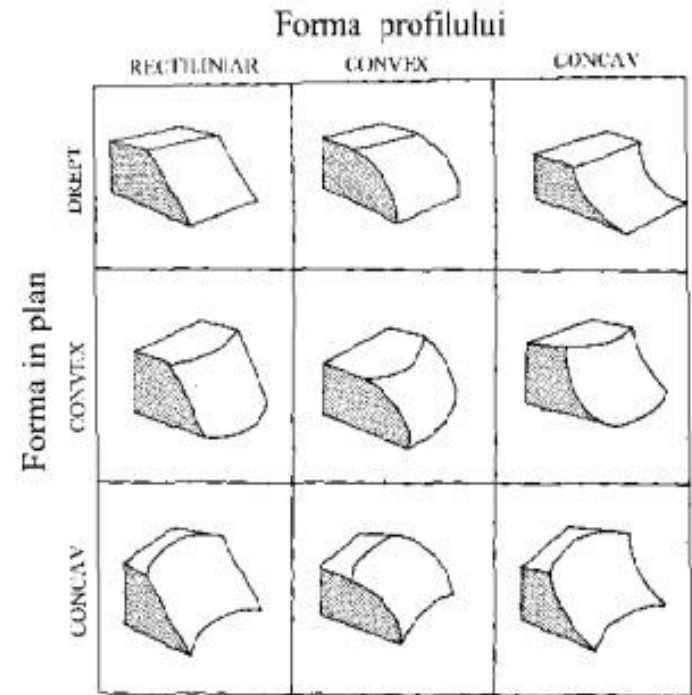 Forma profilului
RECTILINIAR CONVEX CONCAV
DREPT
Forma in plan
CONVEX
CONCAV